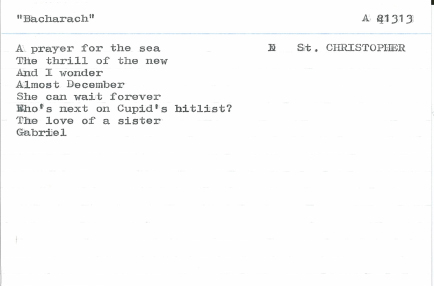 "Bacharach" A 21313
A prayer for the sea N St. CHRISTOPHER
The thrill of the new
And I wonder
Almost December
She can wait forever
Who's next on Cupid's hitlist?
The love of a sister
Gabriel